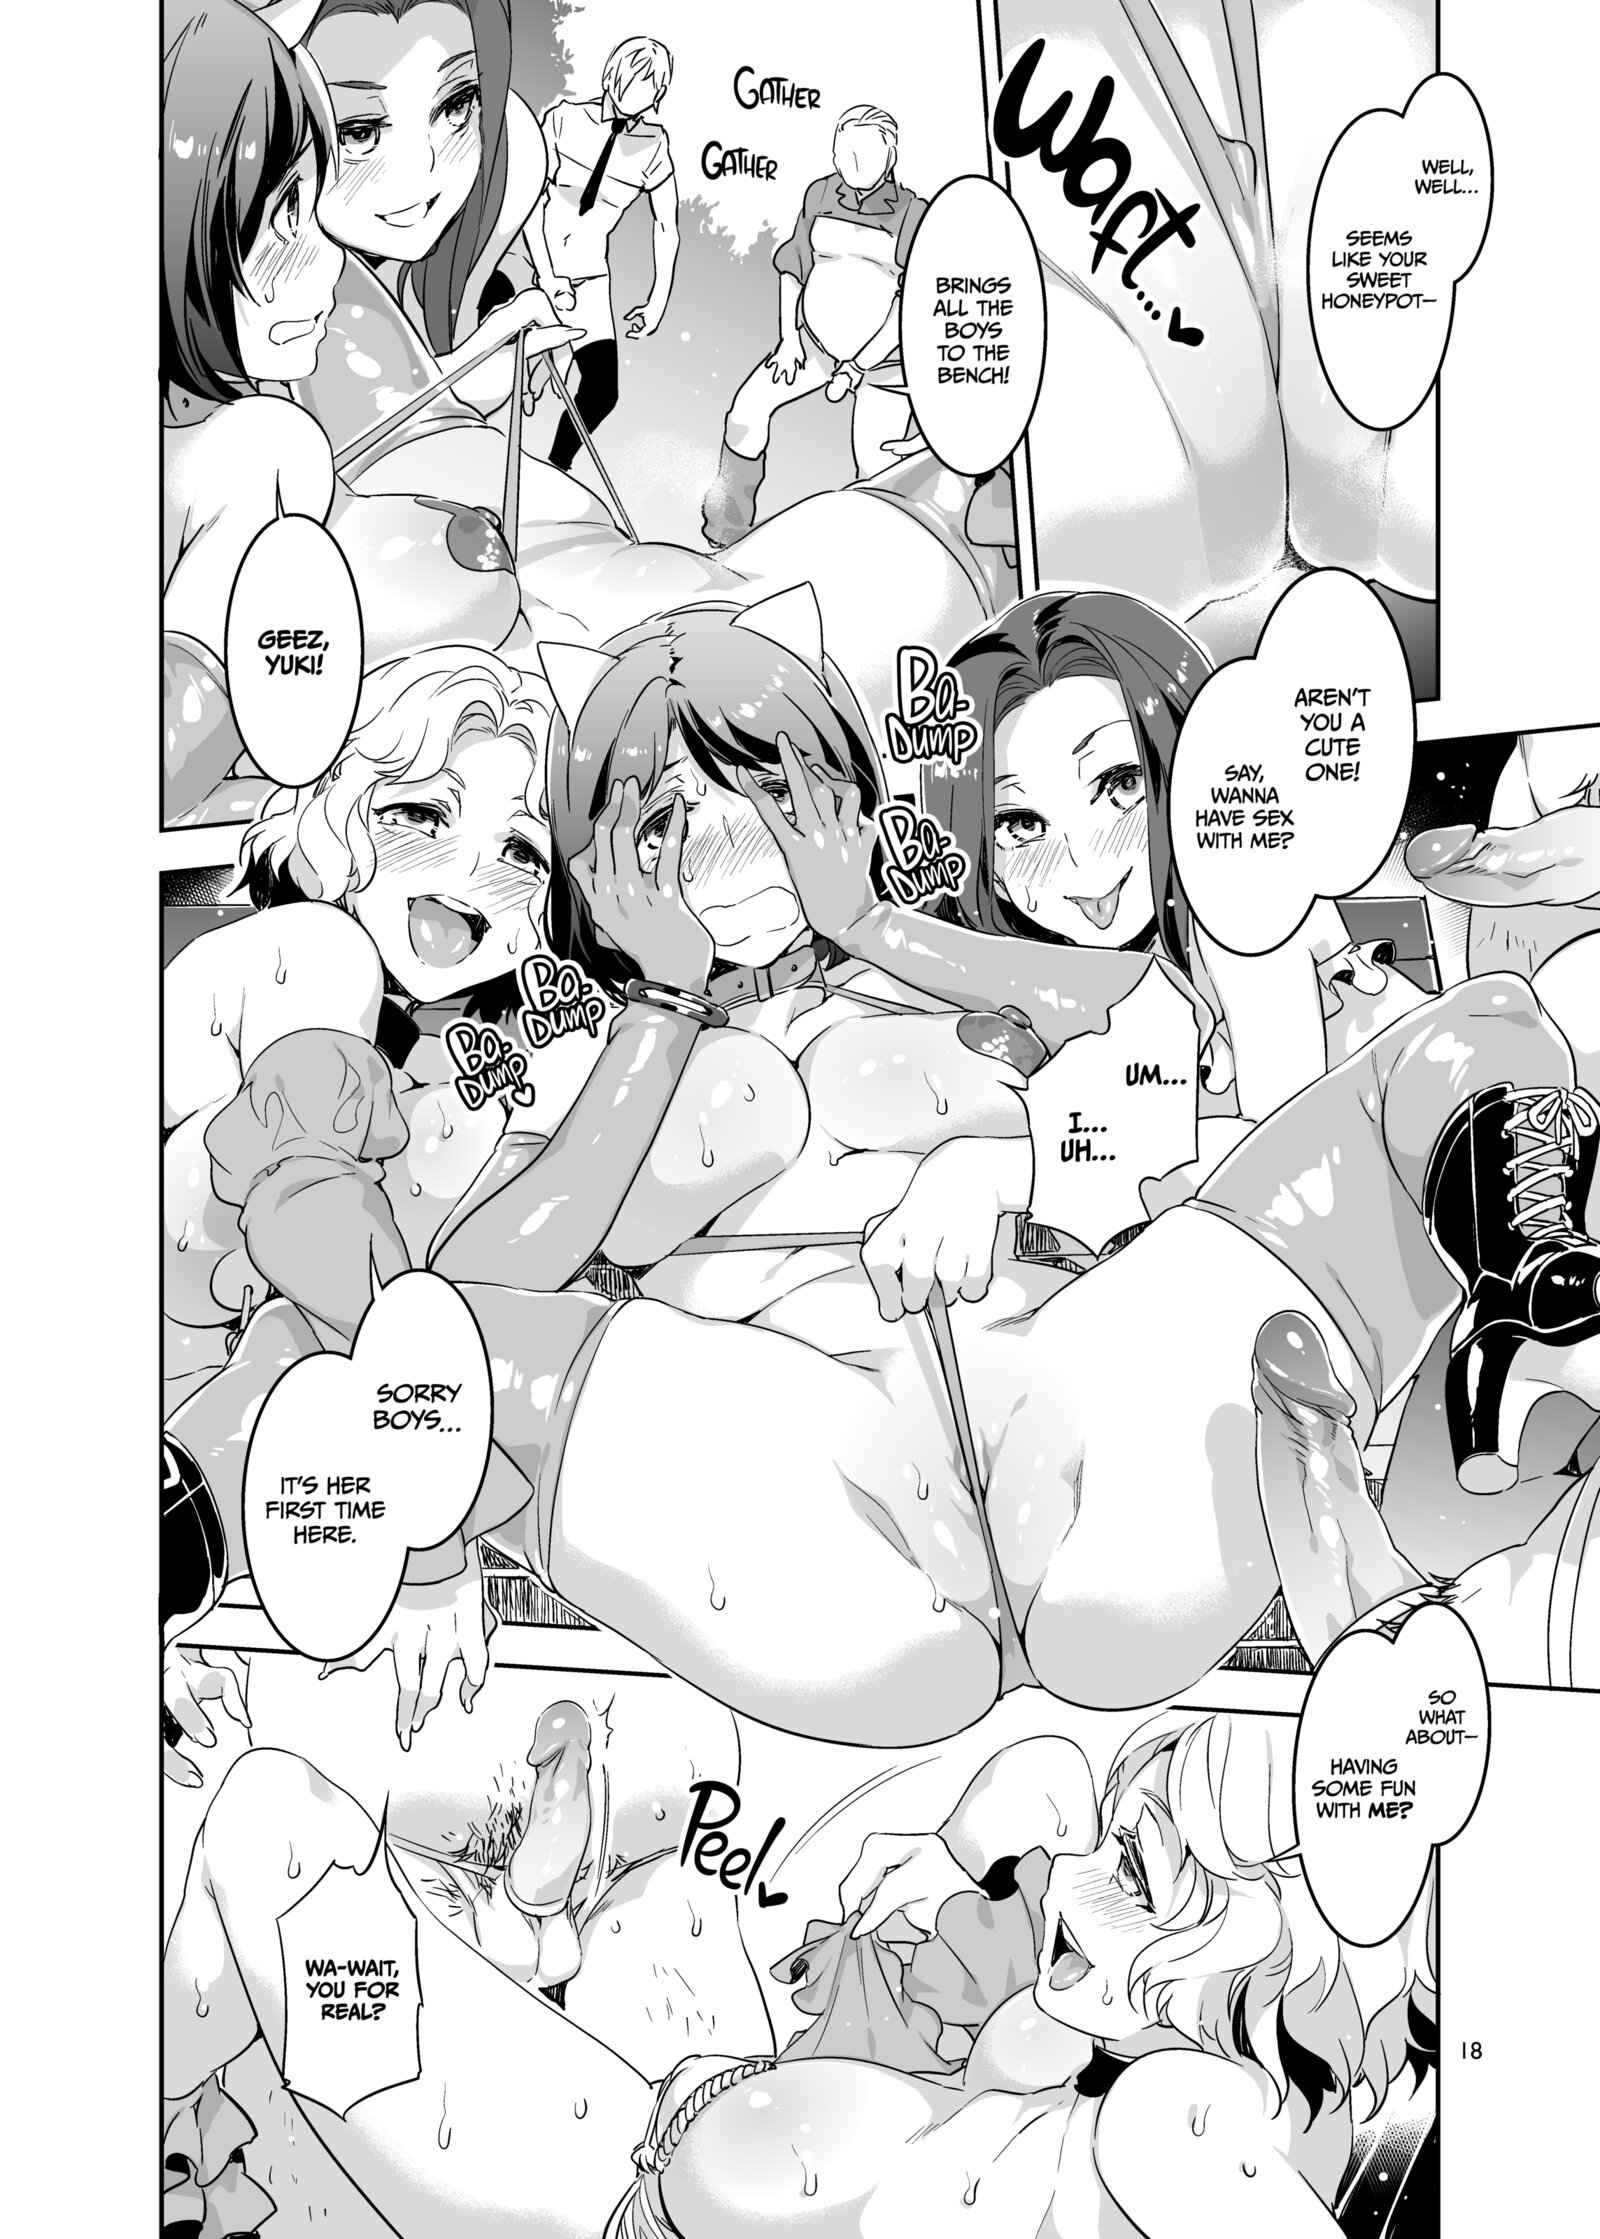 WELL,
WELL...
SEEMS
LIKE YOUR
SWEET
HONEYPOT–
Waft...
BRINGS
ALL THE
BOYS
TO THE
BENCH!
GATHER
GATHER
GEEZ,
YUKI!
AREN'T
YOU A
CUTE
ONE!
SAY,
WANNA
HAVE SEX
WITH ME?
BA-
DUMP
BA-
DUMP
BA-
DUMP
BA-
DUMP
UM...
I...
UH...
SORRY
BOYS...
IT'S HER
FIRST TIME
HERE.
SO
WHAT
ABOUT–
HAVING
SOME FUN
WITH ME?
Peel
WA-WAIT,
YOU FOR
REAL?
18